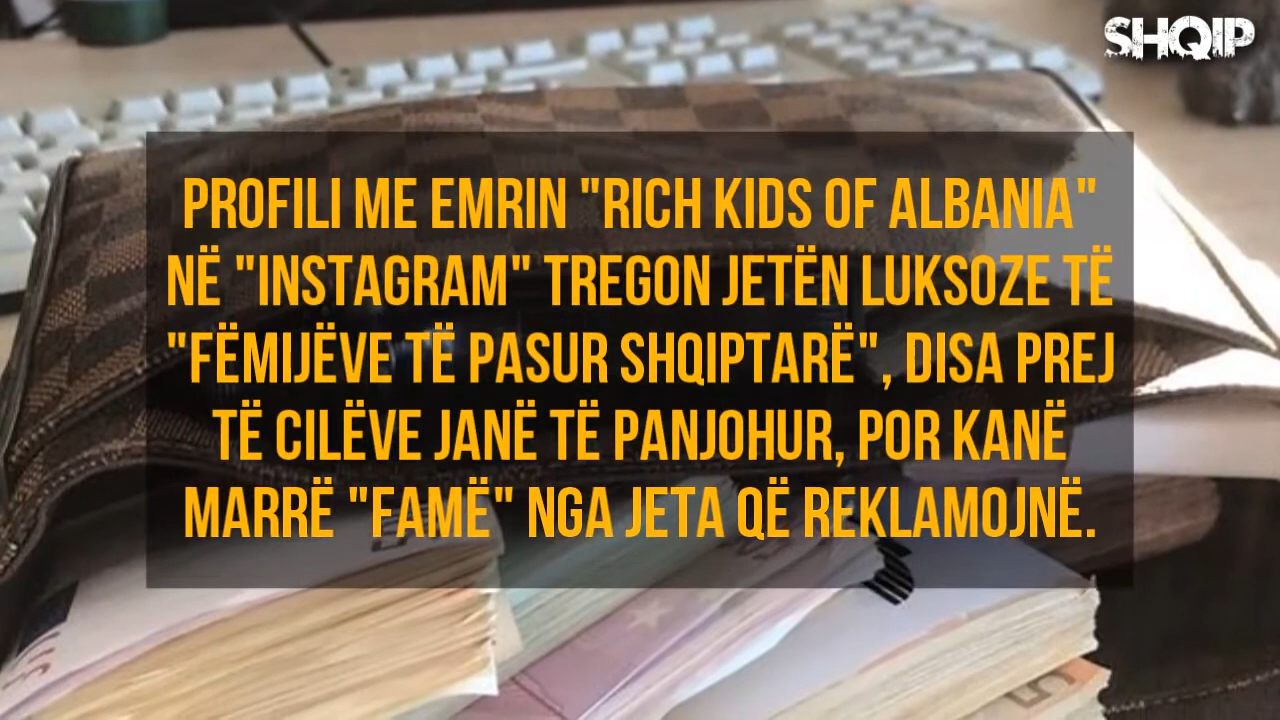 SHQIP
PROFILI ME EMRIN "RICH KIDS OF ALBANIA"
NË "INSTAGRAM" TREGON JETËN LUKSOZE TË
"FËMIJËVE TË PASUR SHQIPTARË", DISA PREJ
TË CILËVE JANË TË PANJOHUR, POR KANË
MARRË "FAMË" NGA JETA QË REKLAMOJNË.